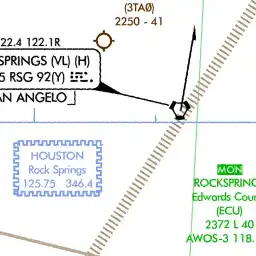 (3TAØ)
2250 - 41
22.4 122.1R
SPRINGS (VL) (H)
5 RSG 92(Y)
AN ANGELO
HOUSTON
Rock Springs
125.75 346.4
MON
ROCKSPRING
Edwards Cou
(ECU)
2372 L 40
AWOS-3 118.